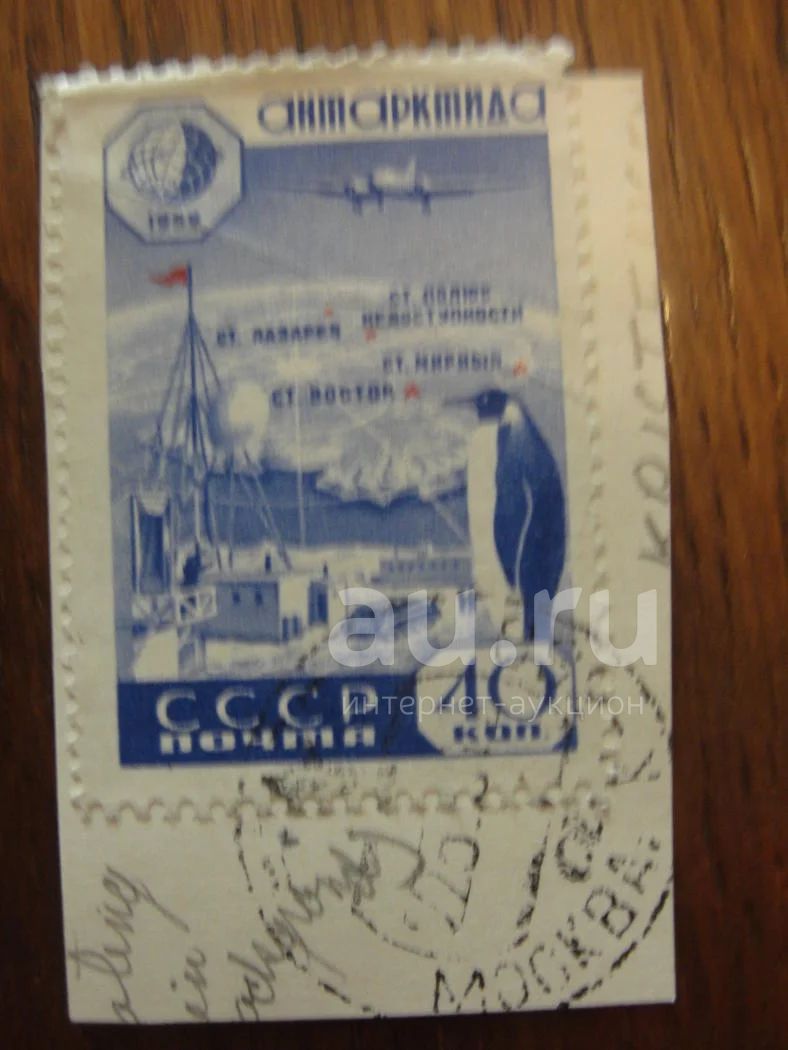 антарктида
1959
СТ. ПОЛЮС
НЕДОСТУПНОСТИ
СТ. ЛАЗАРЕВ
СТ. МИРНЫЙ
СТ. ВОСТОК
au.ru
интернет-аукцион
СССР
ПОЧТА
40
КОП.
МОСКВА